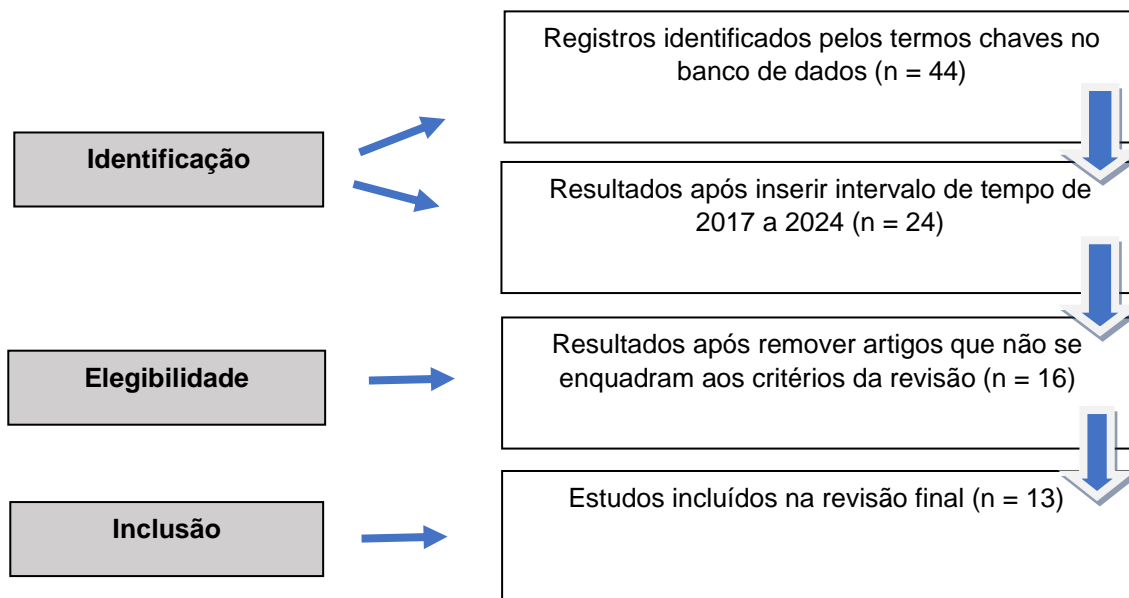 Registros identificados pelos termos chaves no
banco de dados (n = 44)
Identificação
Resultados após inserir intervalo de tempo de
2017 a 2024 (n = 24)
Resultados após remover artigos que não se
enquadram aos critérios da revisão (n = 16)
Elegibilidade
Estudos incluídos na revisão final (n = 13)
Inclusão